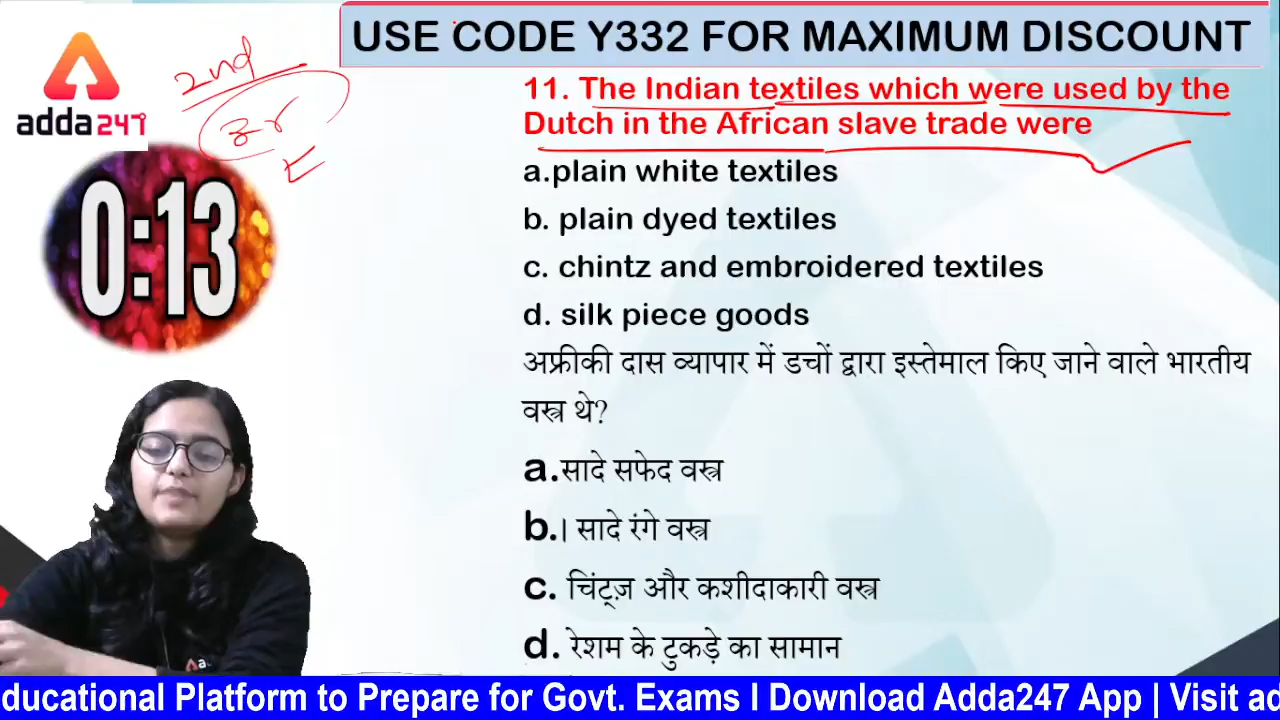 USE CODE Y332 FOR MAXIMUM DISCOUNT
adda247
2nd
0:13
11. The Indian textiles which were used by the
Dutch in the African slave trade were
a.plain white textiles
b. plain dyed textiles
c. chintz and embroidered textiles
d. silk piece goods
अफ्रीकी दास व्यापार में डचों द्वारा इस्तेमाल किए जाने वाले भारतीय
वस्त्र थे?
a.सादे सफेद वस्त्र
b.। सादे रंगे वस्त्र
c. चिंट्ज़ और कशीदाकारी वस्त्र
d. रेशम के टुकड़े का सामान
ducational Platform to Prepare for Govt. Exams I Download Adda247 App | Visit ad